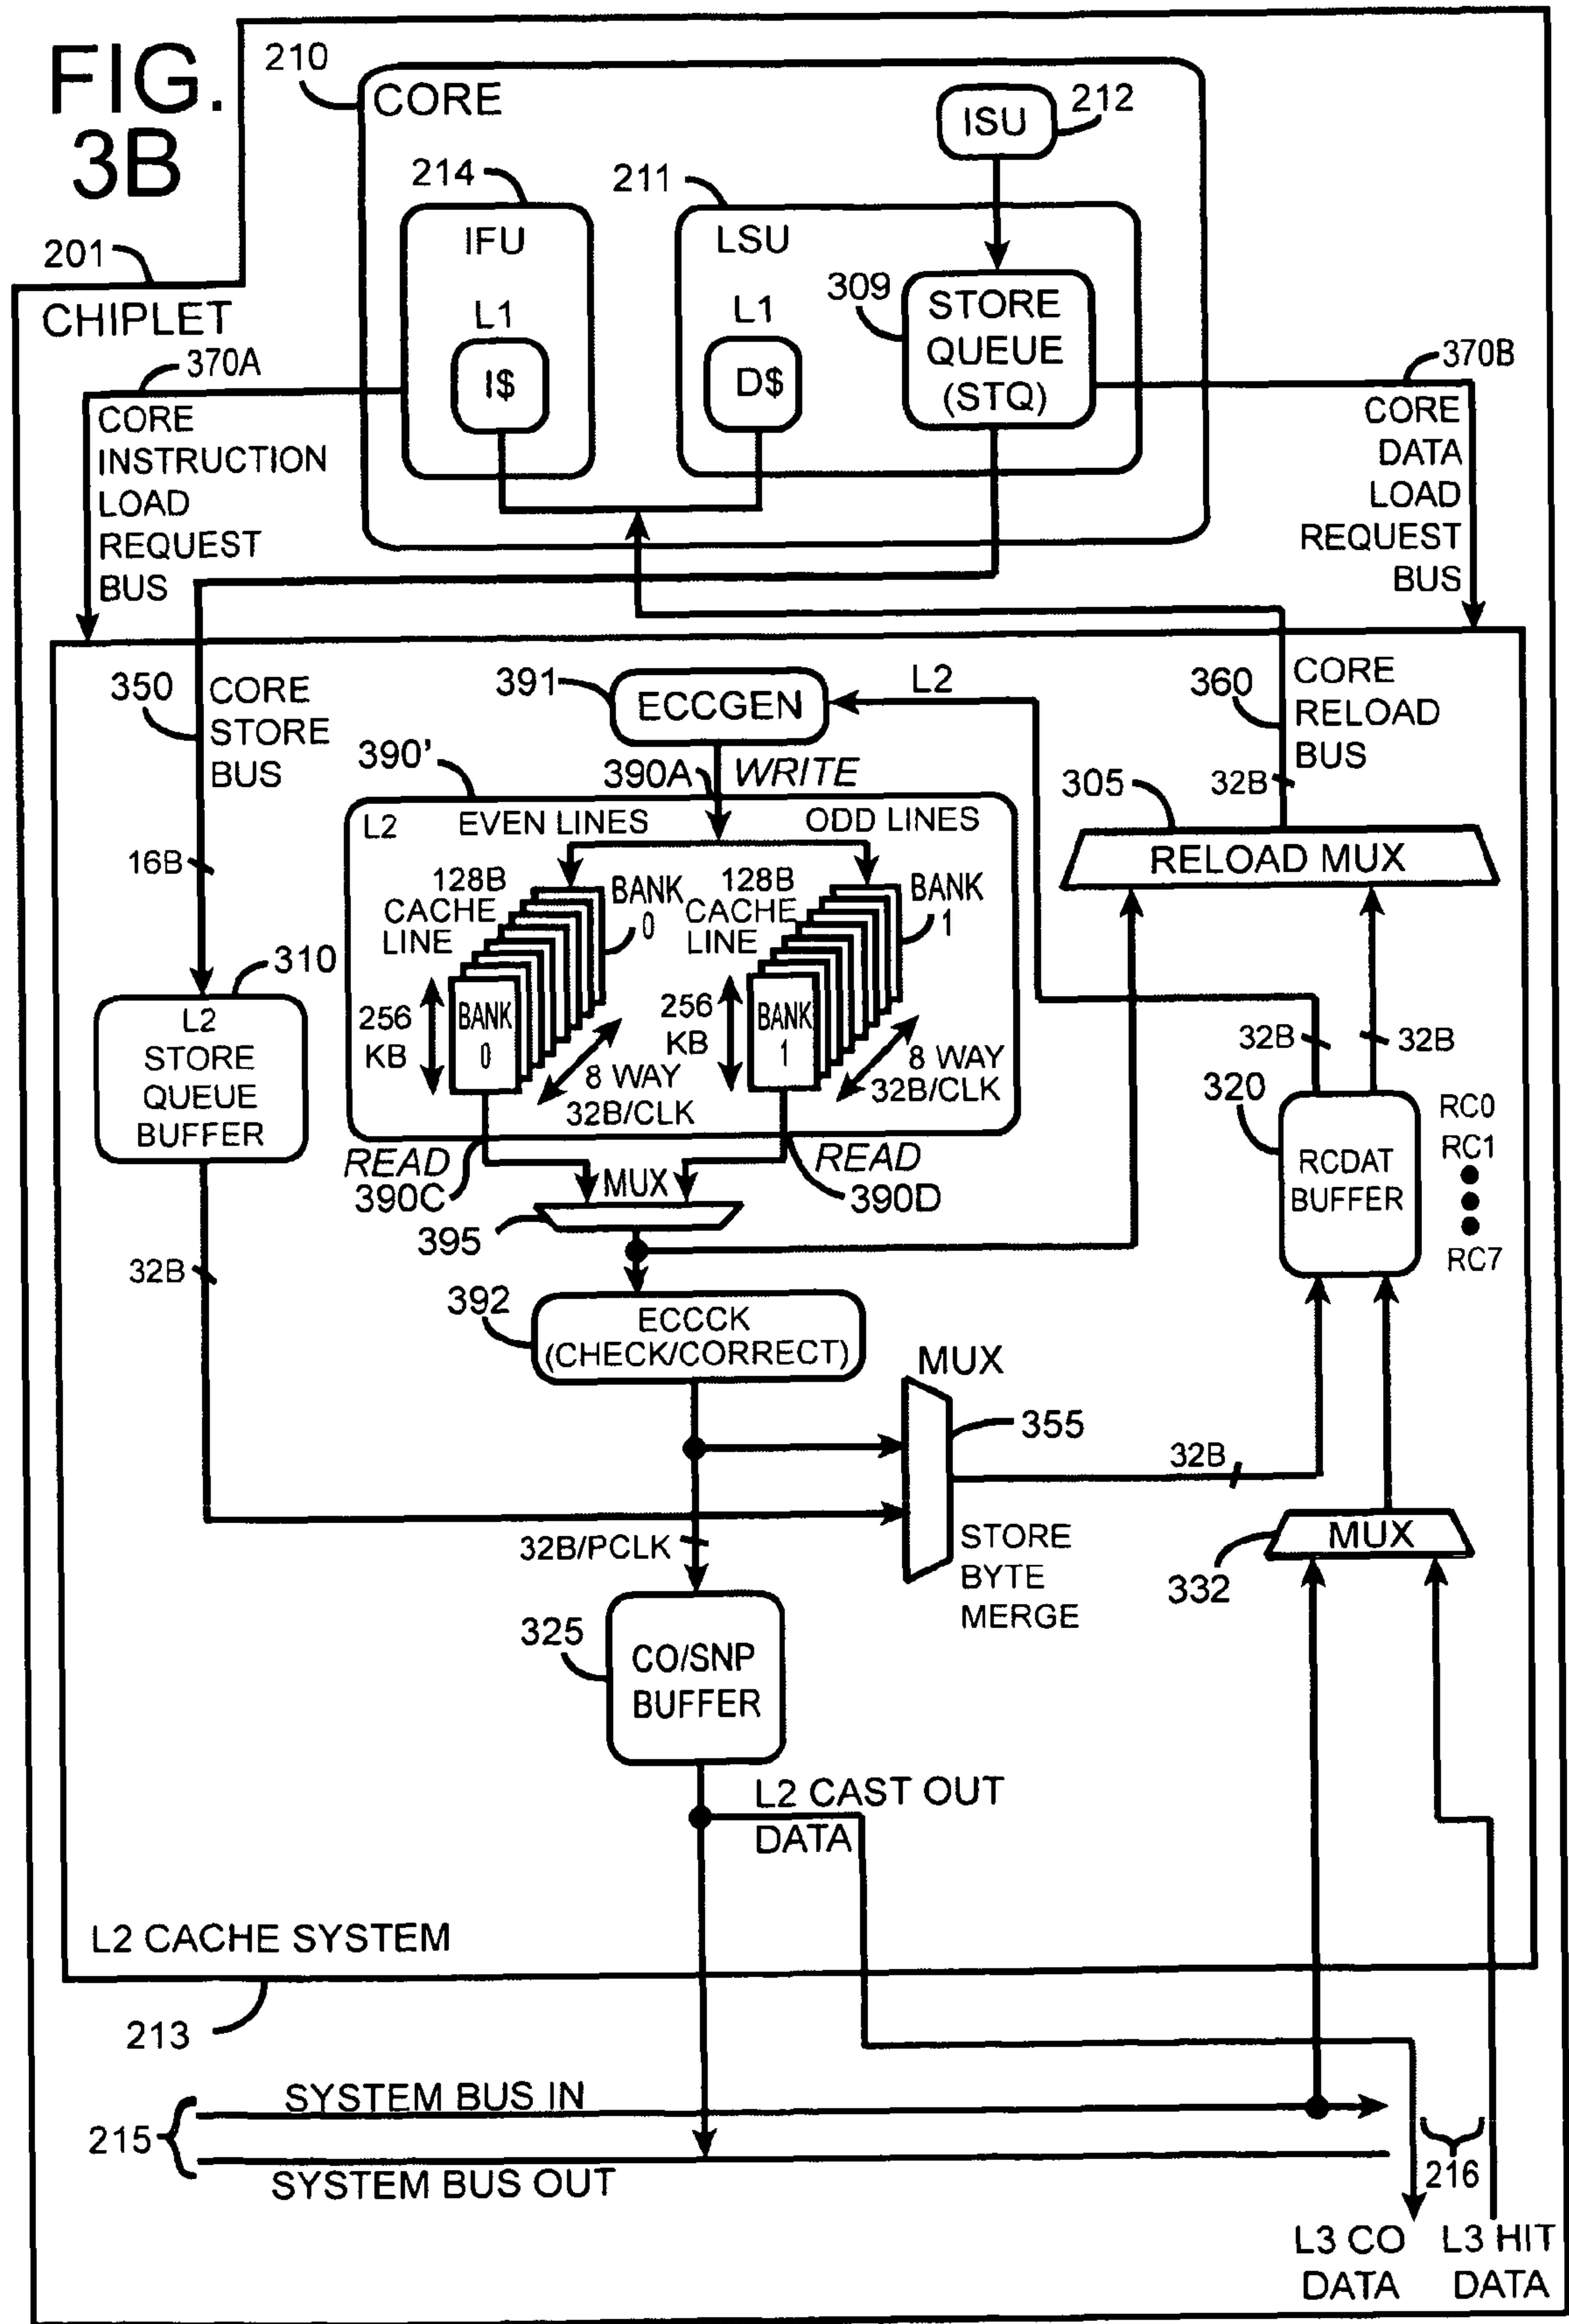 FIG.
3B
210
CORE
ISU
212
214
IFU
L1
I$
211
LSU
L1
D$
309
STORE
QUEUE
(STQ)
201
CHIPLET
370A
CORE
INSTRUCTION
LOAD
REQUEST
BUS
370B
CORE
DATA
LOAD
REQUEST
BUS
350
CORE
STORE
BUS
16B
391
ECCGEN
L2
360
CORE
RELOAD
BUS
32B
390'
390A
WRITE
305
RELOAD MUX
L2
EVEN LINES
ODD LINES
128B
CACHE
LINE
BANK
0
128B
CACHE
LINE
BANK
1
256
KB
BANK
0
8 WAY
32B/CLK
256
KB
BANK
1
8 WAY
32B/CLK
310
L2
STORE
QUEUE
BUFFER
32B
32B
320
RCDAT
BUFFER
RC0
RC1
RC7
READ
390C
MUX
READ
390D
395
32B
392
ECCCK
(CHECK/CORRECT)
MUX
355
32B
32B/PCLK
STORE
BYTE
MERGE
MUX
332
325
CO/SNP
BUFFER
L2 CAST OUT
DATA
L2 CACHE SYSTEM
213
SYSTEM BUS IN
215
SYSTEM BUS OUT
216
L3 CO
DATA
L3 HIT
DATA